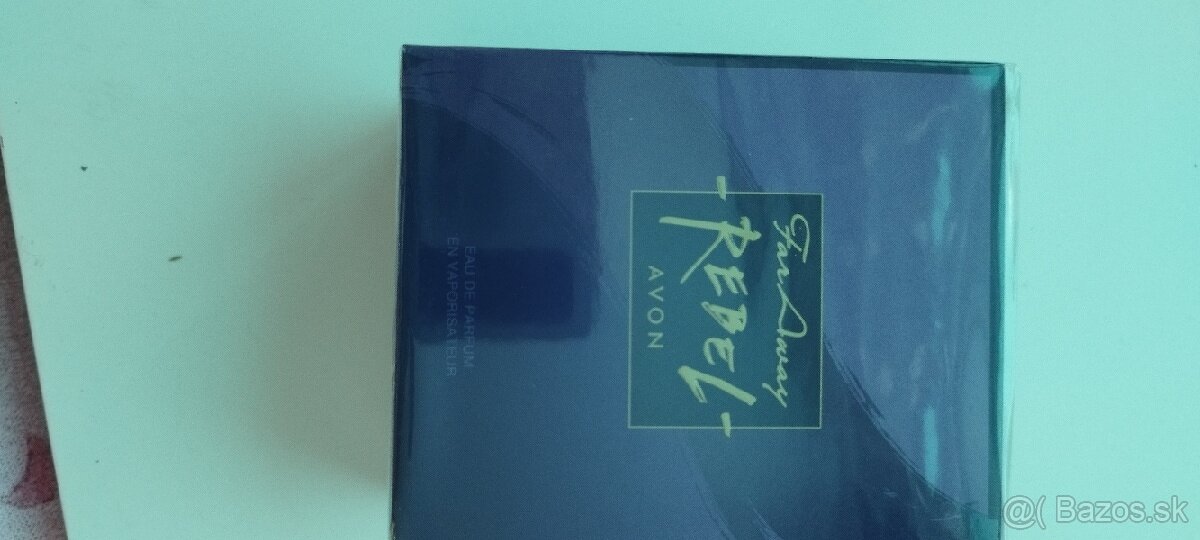 Far Away
-REBEL-
AVON
EAU DE PARFUM
EN VAPORISATEUR
@( Bazos.sk